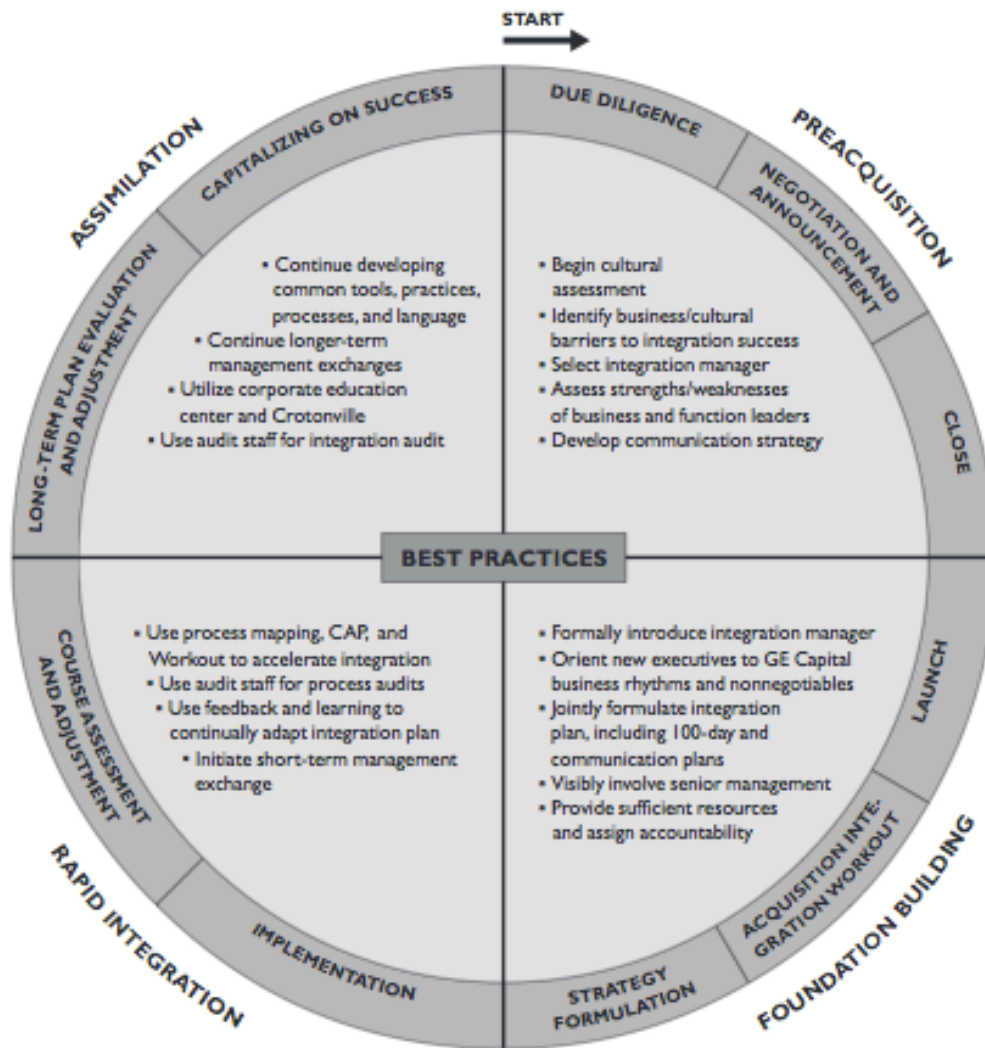 START
DUE DILIGENCE
NEGOTIATION AND
ANNOUNCEMENT
CLOSE
PREACQUISITION
▪ Begin cultural
assessment
▪ Identify business/cultural
barriers to integration success
▪ Select integration manager
▪ Assess strengths/weaknesses
of business and function leaders
▪ Develop communication strategy
LAUNCH
ACQUISITION INTE-
GRATION WORKOUT
STRATEGY
FORMULATION
FOUNDATION BUILDING
▪ Formally introduce integration manager
▪ Orient new executives to GE Capital
business rhythms and nonnegotiables
▪ Jointly formulate integration
plan, including 100-day and
communication plans
▪ Visibly involve senior management
▪ Provide sufficient resources
and assign accountability
IMPLEMENTATION
COURSE ASSESSMENT
AND ADJUSTMENT
RAPID INTEGRATION
▪ Use process mapping, CAP, and
Workout to accelerate integration
▪ Use audit staff for process audits
▪ Use feedback and learning to
continually adapt integration plan
▪ Initiate short-term management
exchange
LONG-TERM PLAN EVALUATION
AND ADJUSTMENT
CAPITALIZING ON SUCCESS
ASSIMILATION
▪ Continue developing
common tools, practices,
processes, and language
▪ Continue longer-term
management exchanges
▪ Utilize corporate education
center and Crotonville
▪ Use audit staff for integration audit
BEST PRACTICES